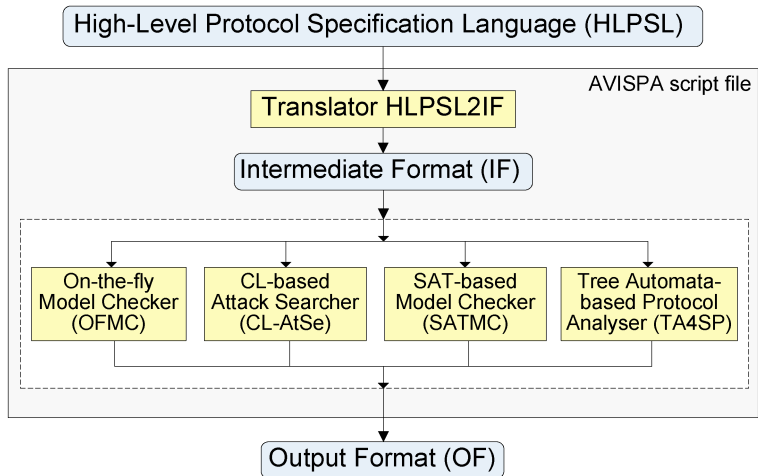 High-Level Protocol Specification Language (HLPSL)
AVISPA script file
Translator HLPSL2IF
Intermediate Format (IF)
On-the-fly
Model Checker
(OFMC)
CL-based
Attack Searcher
(CL-AtSe)
SAT-based
Model Checker
(SATMC)
Tree Automata-
based Protocol
Analyser (TA4SP)
Output Format (OF)